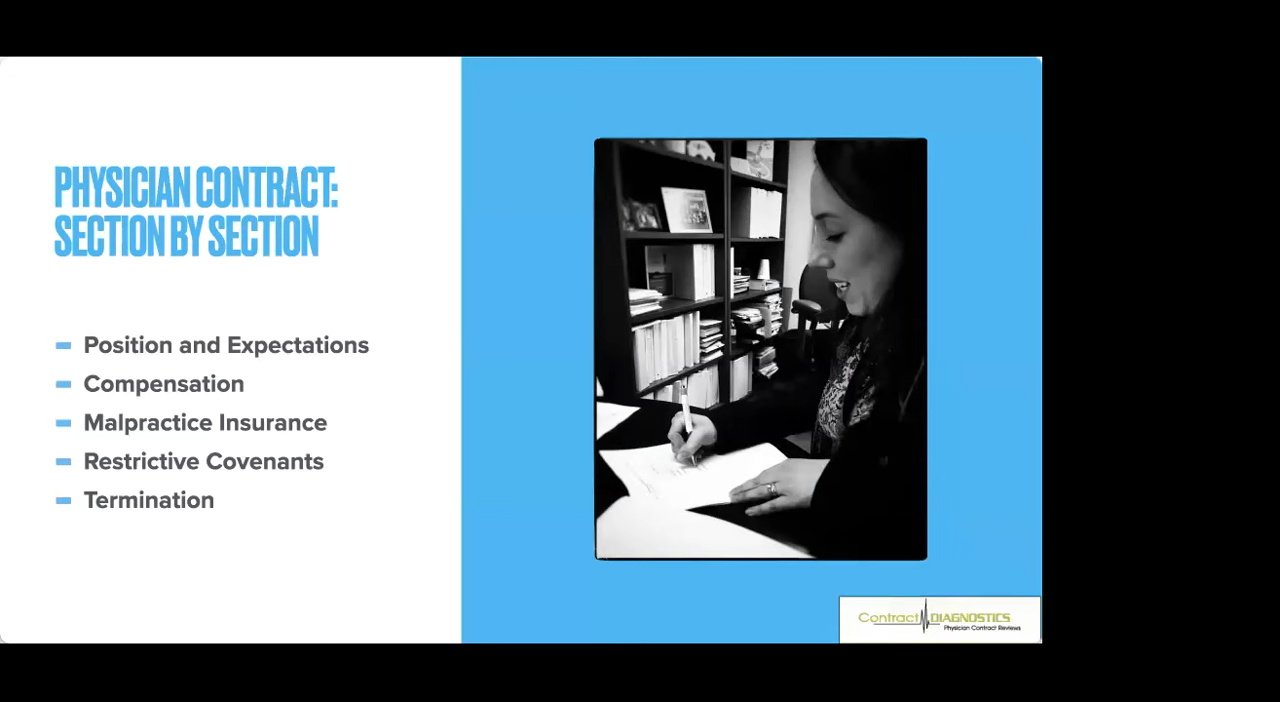 PHYSICIAN CONTRACT:
SECTION BY SECTION
Position and Expectations
Compensation
Malpractice Insurance
Restrictive Covenants
Termination
Contract DIAGNOSTICS
Physician Contract Reviews